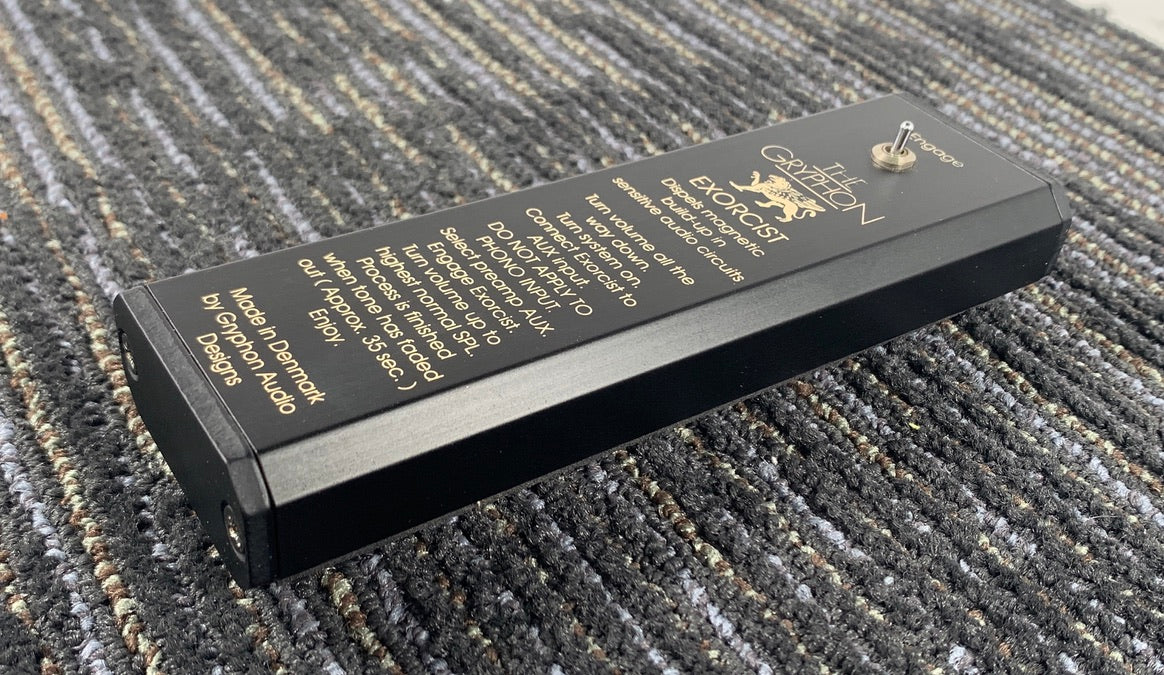 Engage
THE
GRYPHON
EXORCIST
Dispels magnetic
build-up in
sensitive audio circuits
Turn volume all the
way down.
Turn system on.
Connect Exorcist to
AUX input.
DO NOT APPLY TO
PHONO INPUT.
Select preamp AUX.
Engage Exorcist.
Turn volume up to
highest normal SPL.
Process is finished
when tone has faded
out ( Approx. 35 sec. )
Enjoy.
Made in Denmark
by Gryphon Audio
Designs